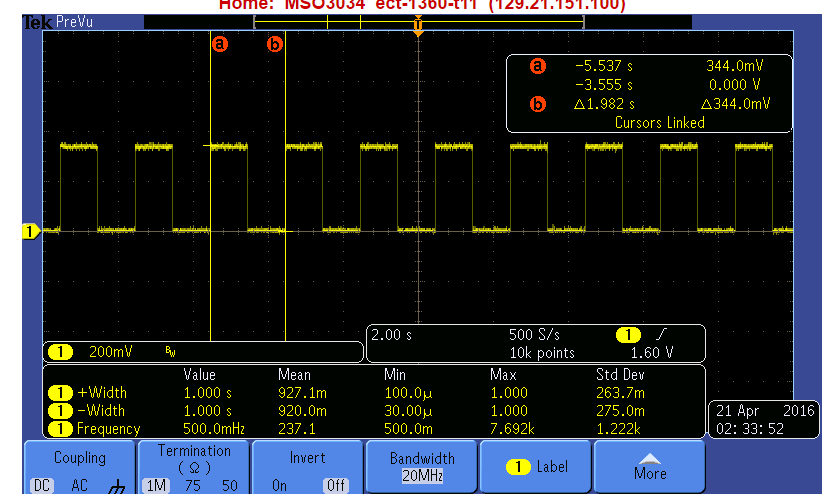 Home: MSO3034 ect-1360-t11 (129.21.151.100)
Tek PreVu
T
a b
a -5.537 s 344.0mV
-3.555 s 0.000 V
b Δ1.982 s Δ344.0mV
Cursors Linked
1
1 200mV BW
2.00 s 500 S/s 1
10k points 1.60 V
Value Mean Min Max Std Dev
1 +Width 1.000 s 927.1m 100.0µ 1.000 263.7m
1 -Width 1.000 s 920.0m 30.00µ 1.000 275.0m
1 Frequency 500.0mHz 237.1 500.0m 7.692k 1.222k
21 Apr 2016
02:33:52
Coupling
DC AC
Termination
(Ω)
1M 75 50
Invert
On Off
Bandwidth
20MHz
1 Label
More